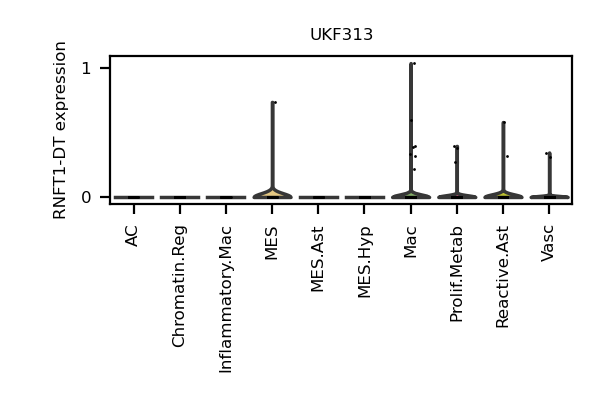 UKF313
RNFT1-DT expression
1
0
AC
Chromatin.Reg
Inflammatory.Mac
MES
MES.Ast
MES.Hyp
Mac
Prolif.Metab
Reactive.Ast
Vasc